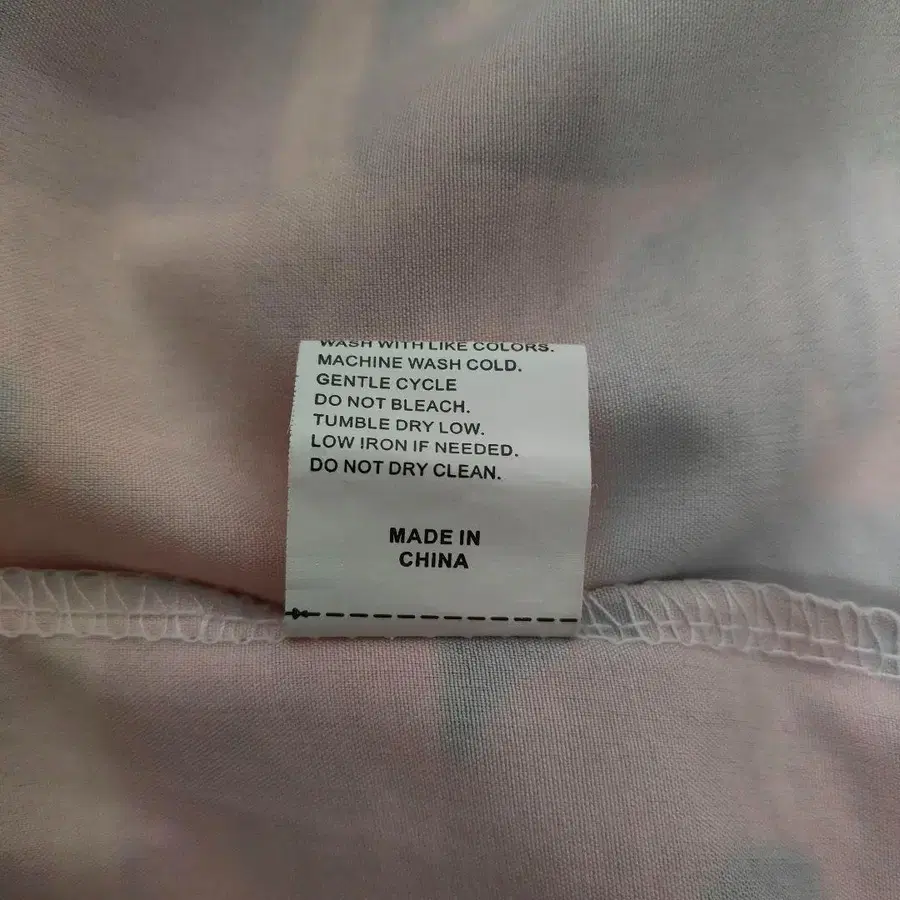 WASH WITH LIKE COLORS.
MACHINE WASH COLD.
GENTLE CYCLE
DO NOT BLEACH.
TUMBLE DRY LOW.
LOW IRON IF NEEDED.
DO NOT DRY CLEAN.
MADE IN
CHINA